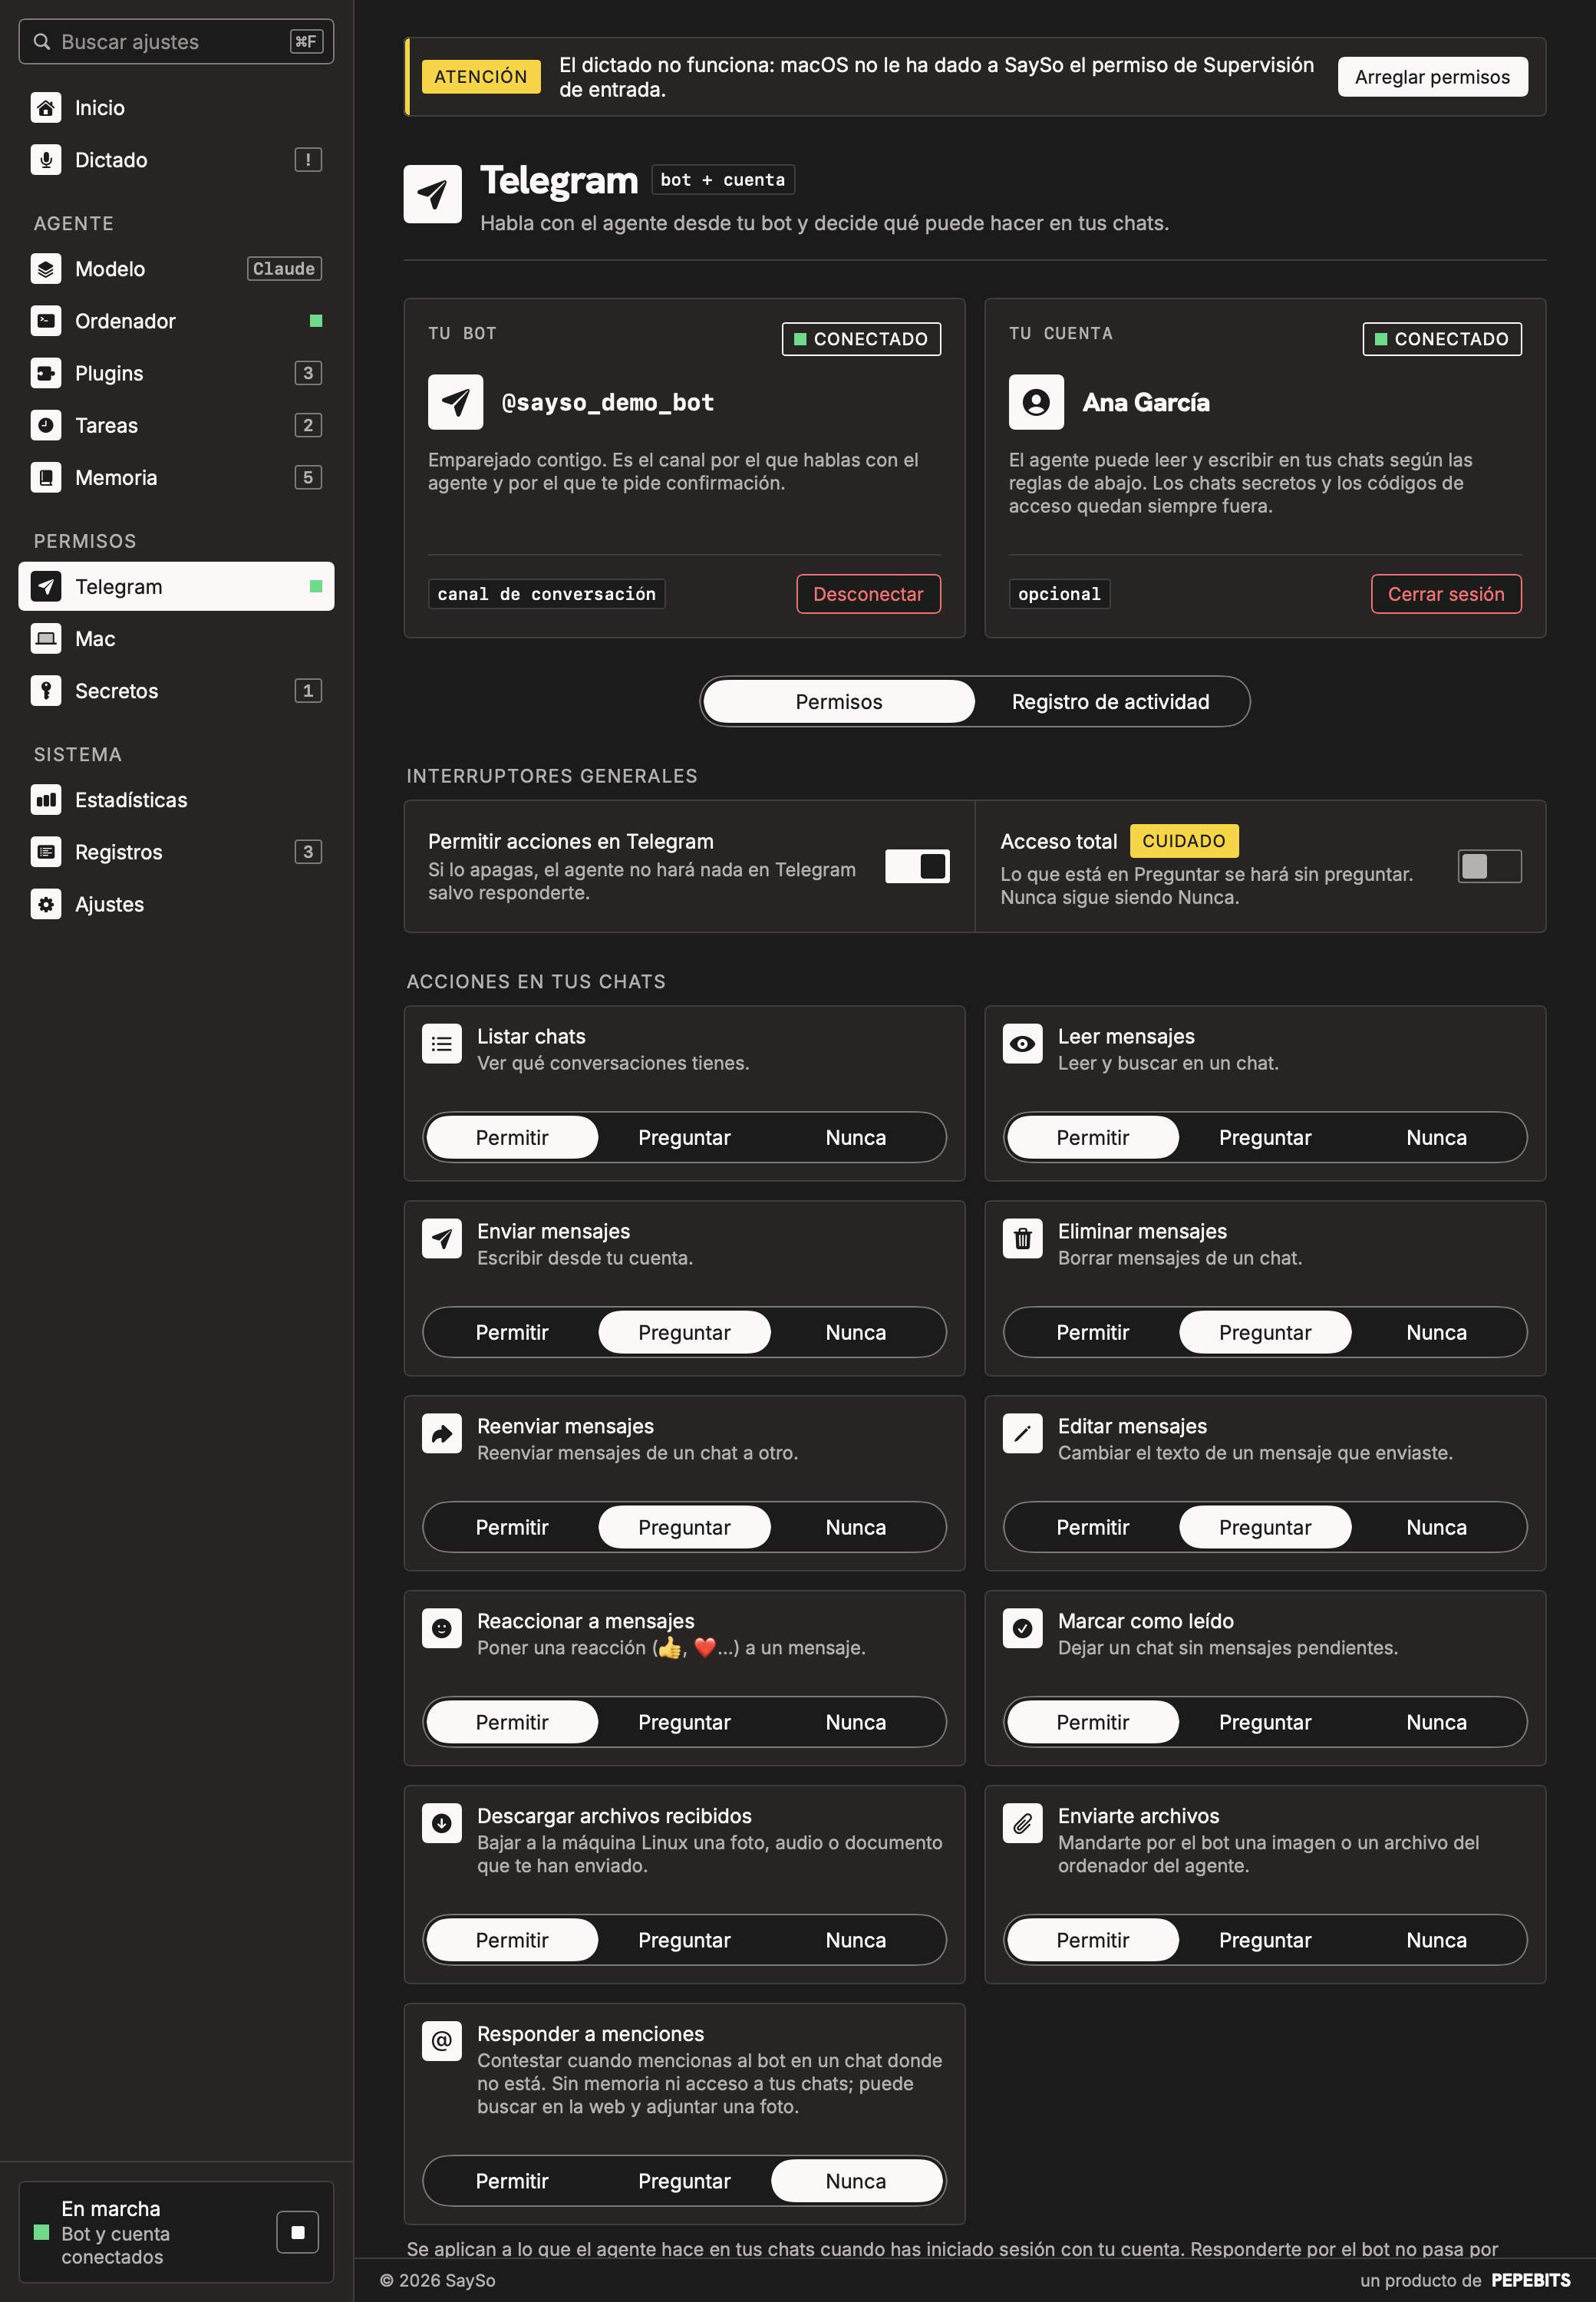 Buscar ajustes ⌘F
Inicio
Dictado !
AGENTE
Modelo Claude
Ordenador
Plugins 3
Tareas 2
Memoria 5
PERMISOS
Telegram
Mac
Secretos 1
SISTEMA
Estadísticas
Registros 3
Ajustes
En marcha
Bot y cuenta
conectados
ATENCIÓN
El dictado no funciona: macOS no le ha dado a SaySo el permiso de Supervisión
de entrada.
Arreglar permisos
Telegram bot + cuenta
Habla con el agente desde tu bot y decide qué puede hacer en tus chats.
TU BOT CONECTADO
@sayso_demo_bot
Emparejado contigo. Es el canal por el que hablas con el
agente y por el que te pide confirmación.
canal de conversación Desconectar
TU CUENTA CONECTADO
Ana García
El agente puede leer y escribir en tus chats según las
reglas de abajo. Los chats secretos y los códigos de
acceso quedan siempre fuera.
opcional Cerrar sesión
Permisos Registro de actividad
INTERRUPTORES GENERALES
Permitir acciones en Telegram
Si lo apagas, el agente no hará nada en Telegram
salvo responderte.
Acceso total CUIDADO
Lo que está en Preguntar se hará sin preguntar.
Nunca sigue siendo Nunca.
ACCIONES EN TUS CHATS
Listar chats
Ver qué conversaciones tienes.
Permitir Preguntar Nunca
Leer mensajes
Leer y buscar en un chat.
Permitir Preguntar Nunca
Enviar mensajes
Escribir desde tu cuenta.
Permitir Preguntar Nunca
Eliminar mensajes
Borrar mensajes de un chat.
Permitir Preguntar Nunca
Reenviar mensajes
Reenviar mensajes de un chat a otro.
Permitir Preguntar Nunca
Editar mensajes
Cambiar el texto de un mensaje que enviaste.
Permitir Preguntar Nunca
Reaccionar a mensajes
Poner una reacción (👍, ❤️...) a un mensaje.
Permitir Preguntar Nunca
Marcar como leído
Dejar un chat sin mensajes pendientes.
Permitir Preguntar Nunca
Descargar archivos recibidos
Bajar a la máquina Linux una foto, audio o documento
que te han enviado.
Permitir Preguntar Nunca
Enviarte archivos
Mandarte por el bot una imagen o un archivo del
ordenador del agente.
Permitir Preguntar Nunca
@ Responder a menciones
Contestar cuando mencionas al bot en un chat donde
no está. Sin memoria ni acceso a tus chats; puede
buscar en la web y adjuntar una foto.
Permitir Preguntar Nunca
Se aplican a lo que el agente hace en tus chats cuando has iniciado sesión con tu cuenta. Responderte por el bot no pasa por
© 2026 SaySo
un producto de PEPEBITS